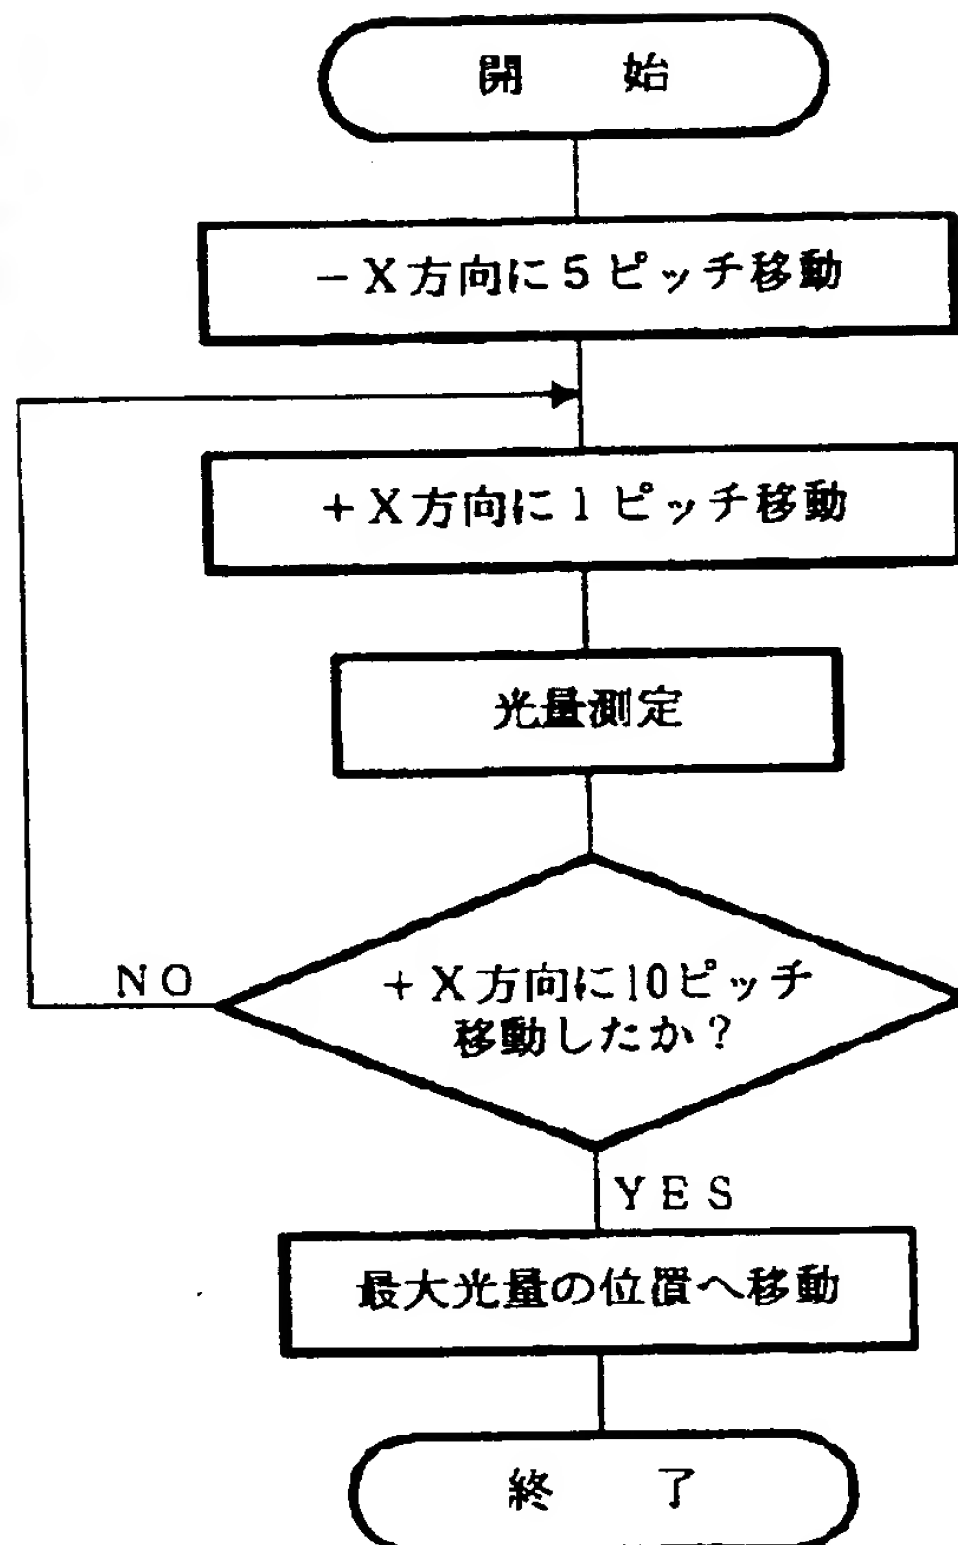 開 始
−X方向に5ピッチ移動
+X方向に1ピッチ移動
光量測定
NO
+X方向に10ピッチ
移動したか?
YES
最大光量の位置へ移動
終 了